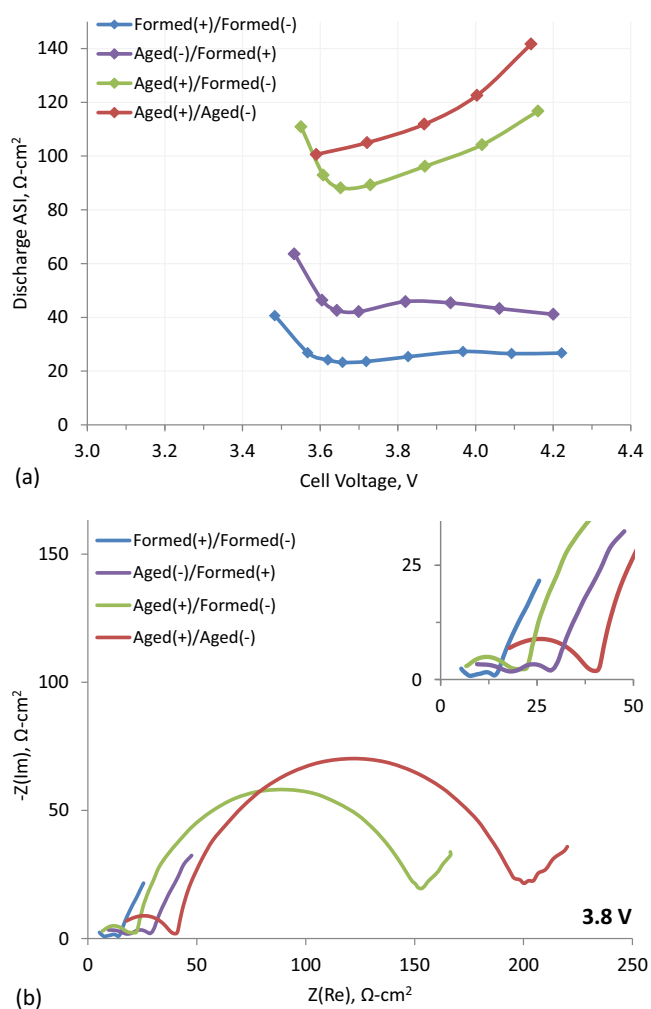 Formed(+)/Formed(-)
Aged(-)/Formed(+)
Aged(+)/Formed(-)
Aged(+)/Aged(-)
140
120
100
80
60
40
20
0
Discharge ASI, Ω-cm²
3.0 3.2 3.4 3.6 3.8 4.0 4.2 4.4
Cell Voltage, V
(a)
Formed(+)/Formed(-)
Aged(-)/Formed(+)
Aged(+)/Formed(-)
Aged(+)/Aged(-)
150
100
50
0
-Z(Im), Ω-cm²
25
0
0 25 50
3.8 V
0 50 100 150 200 250
Z(Re), Ω-cm²
(b)